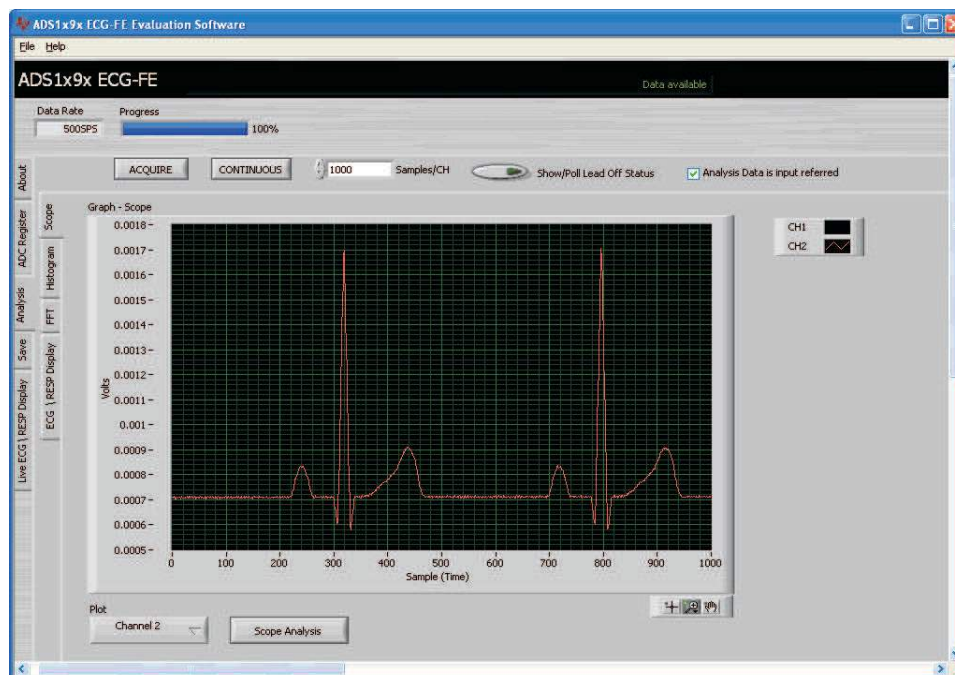 ADS1x9x ECG-FE Evaluation Software
File Help
ADS1x9x ECG-FE
Data available
Data Rate
Progress
500SPS
100%
ACQUIRE
CONTINUOUS
1000
Samples/CH
Show/Poll Lead Off Status
Analysis Data is input referred
About
ADC Register
Analysis
Save
Live ECG \ RESP Display
Scope
Histogram
FFT
ECG \ RESP Display
Graph - Scope
CH1
CH2
Volts
0.0018
0.0017
0.0016
0.0015
0.0014
0.0013
0.0012
0.0011
0.001
0.0009
0.0008
0.0007
0.0006
0.0005
0 100 200 300 400 500 600 700 800 900 1000
Sample (Time)
Plot
Channel 2
Scope Analysis